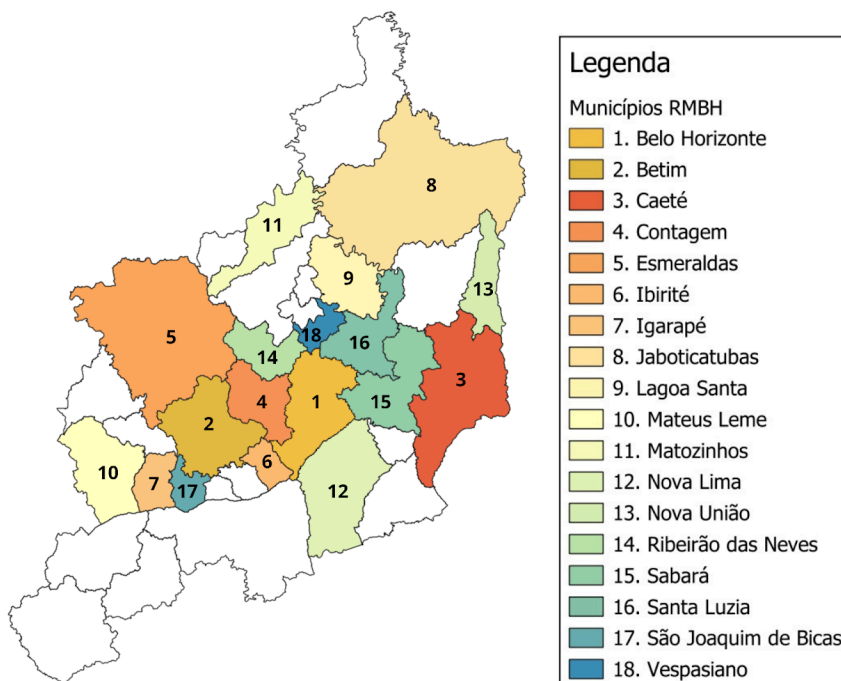 8
11
13
9
5
18
16
14
3
4
1
15
2
6
10
7
17
12
Legenda
Municípios RMBH
1. Belo Horizonte
2. Betim
3. Caeté
4. Contagem
5. Esmeraldas
6. Ibirité
7. Igarapé
8. Jaboticatubas
9. Lagoa Santa
10. Mateus Leme
11. Matozinhos
12. Nova Lima
13. Nova União
14. Ribeirão das Neves
15. Sabará
16. Santa Luzia
17. São Joaquim de Bicas
18. Vespasiano